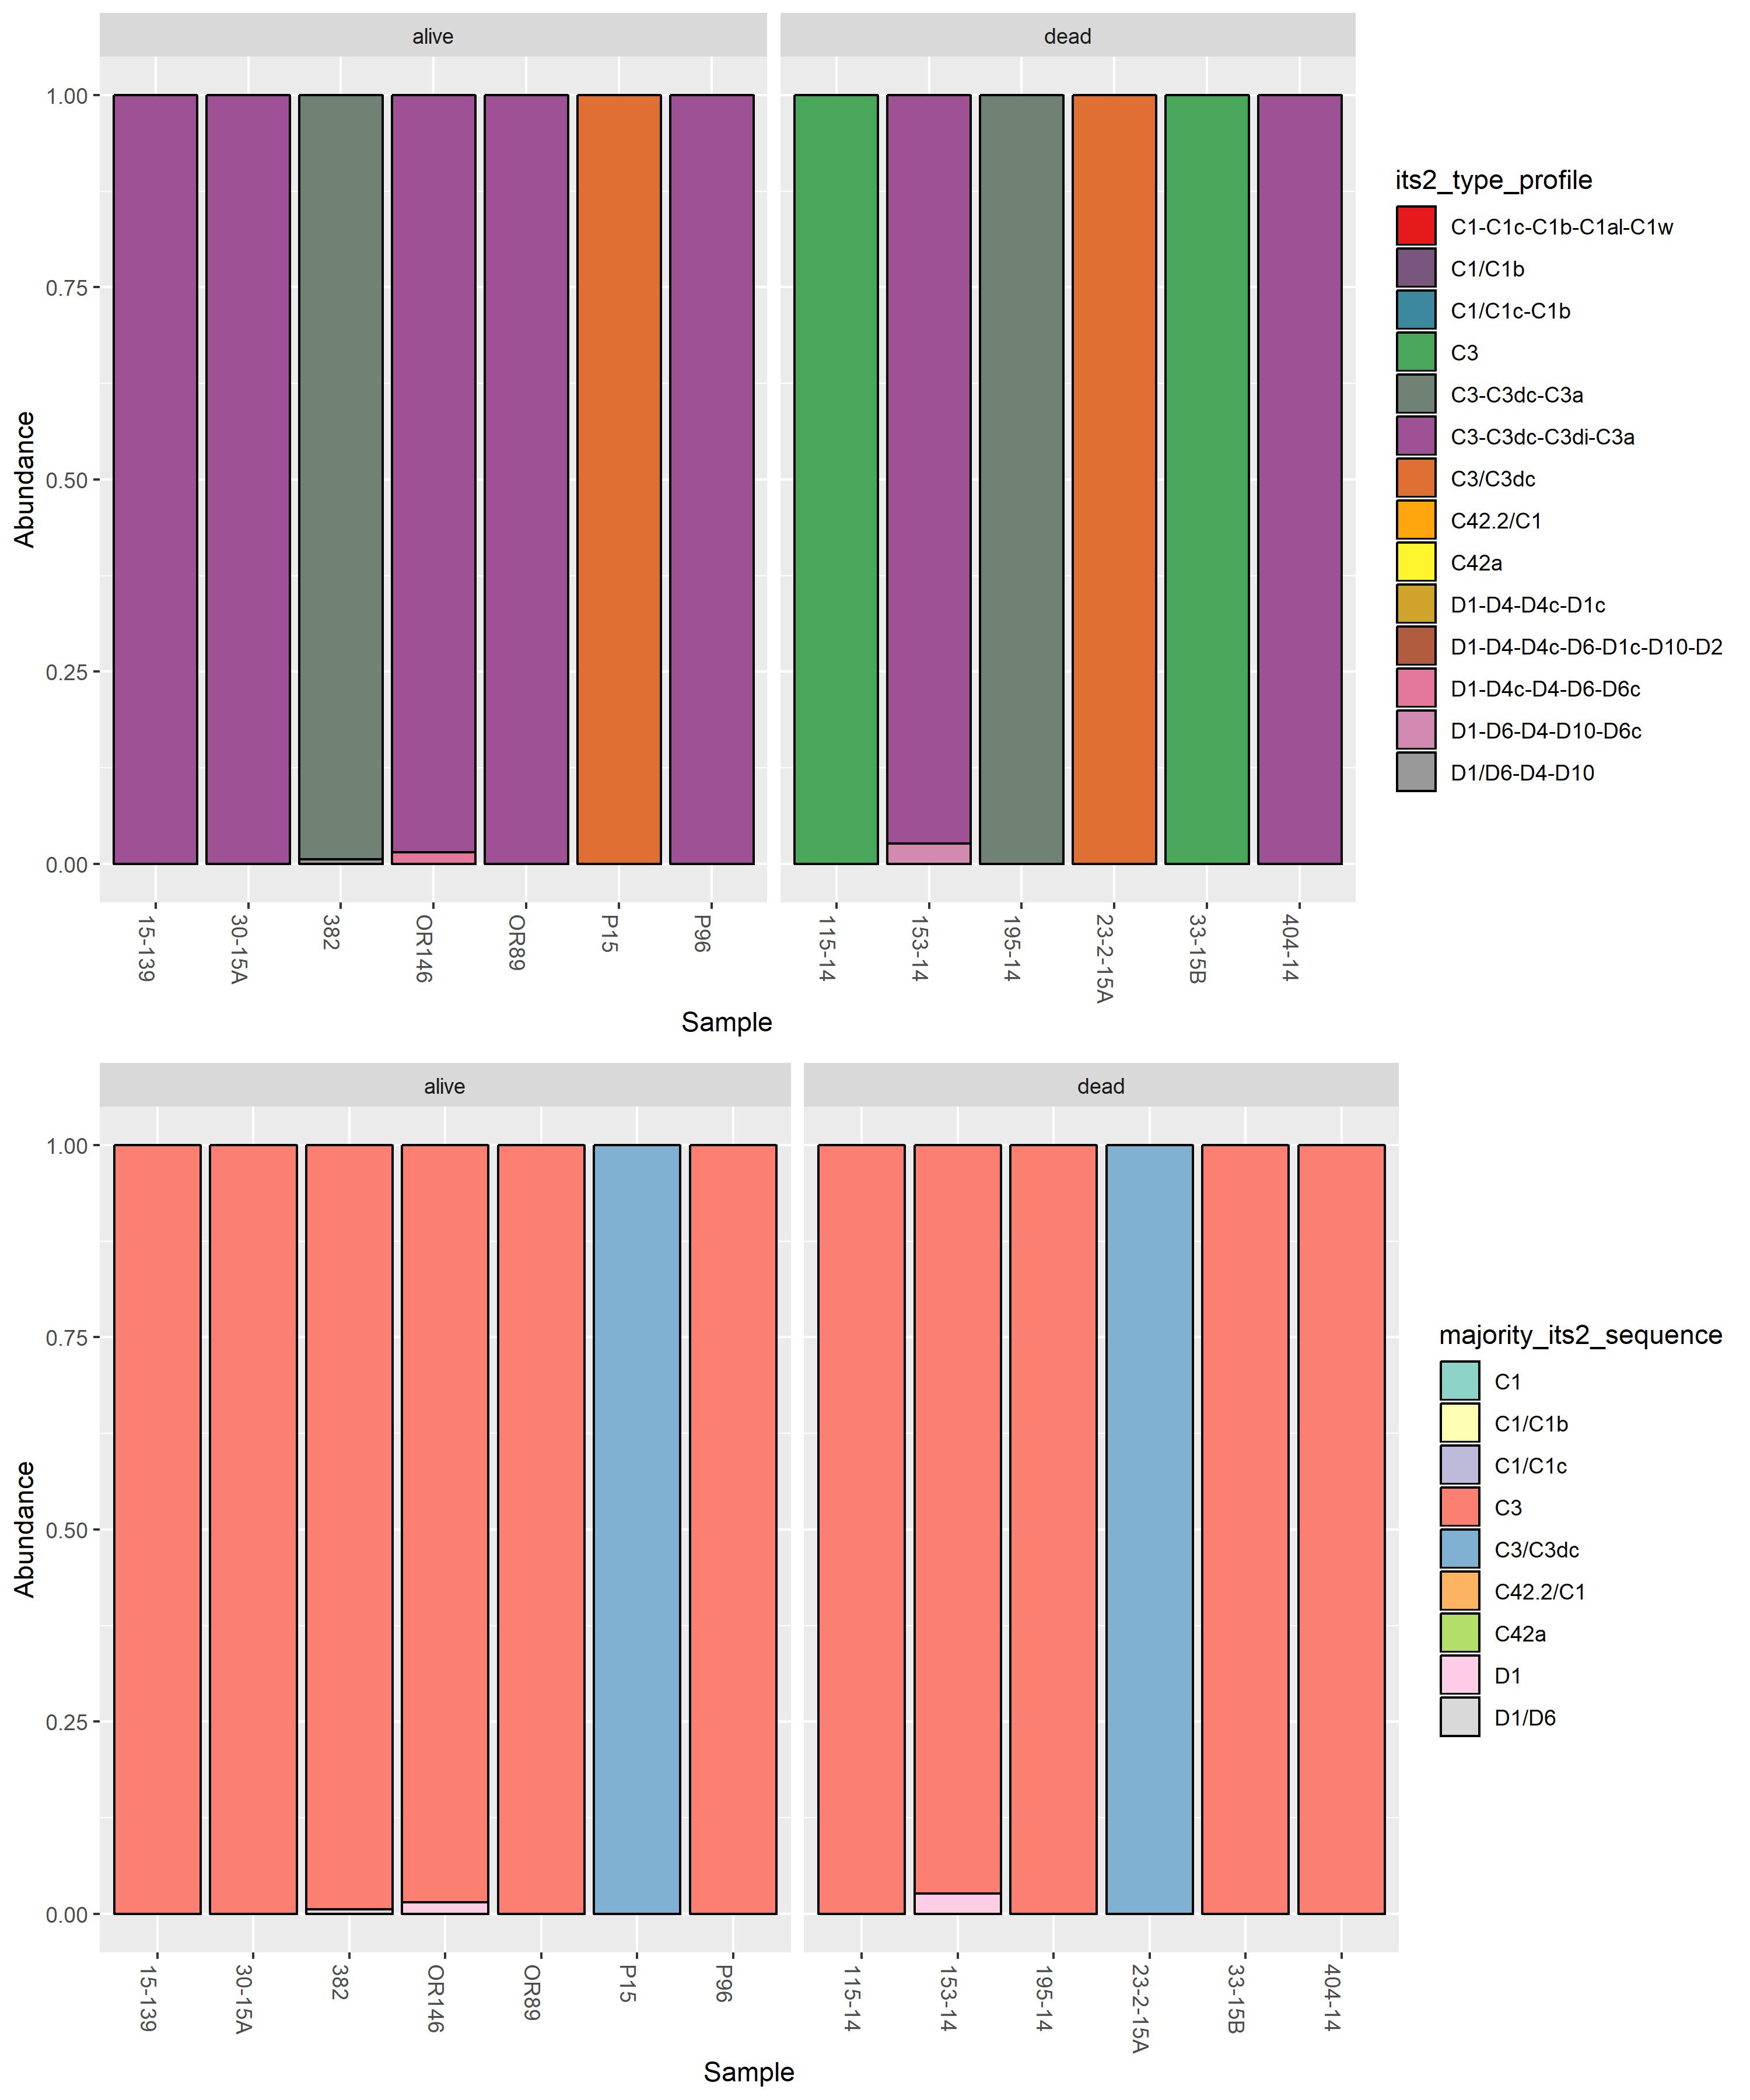 alive dead
1.00
0.75
0.50
0.25
0.00
Abundance
15-139 30-15A 382 OR146 OR89 P15 P96 115-14 153-14 195-14 23-2-15A 33-15B 404-14
Sample
its2_type_profile
C1-C1c-C1b-C1al-C1w
C1/C1b
C1/C1c-C1b
C3
C3-C3dc-C3a
C3-C3dc-C3di-C3a
C3/C3dc
C42.2/C1
C42a
D1-D4-D4c-D1c
D1-D4-D4c-D6-D1c-D10-D2
D1-D4c-D4-D6-D6c
D1-D6-D4-D10-D6c
D1/D6-D4-D10
alive dead
1.00
0.75
0.50
0.25
0.00
Abundance
15-139 30-15A 382 OR146 OR89 P15 P96 115-14 153-14 195-14 23-2-15A 33-15B 404-14
Sample
majority_its2_sequence
C1
C1/C1b
C1/C1c
C3
C3/C3dc
C42.2/C1
C42a
D1
D1/D6